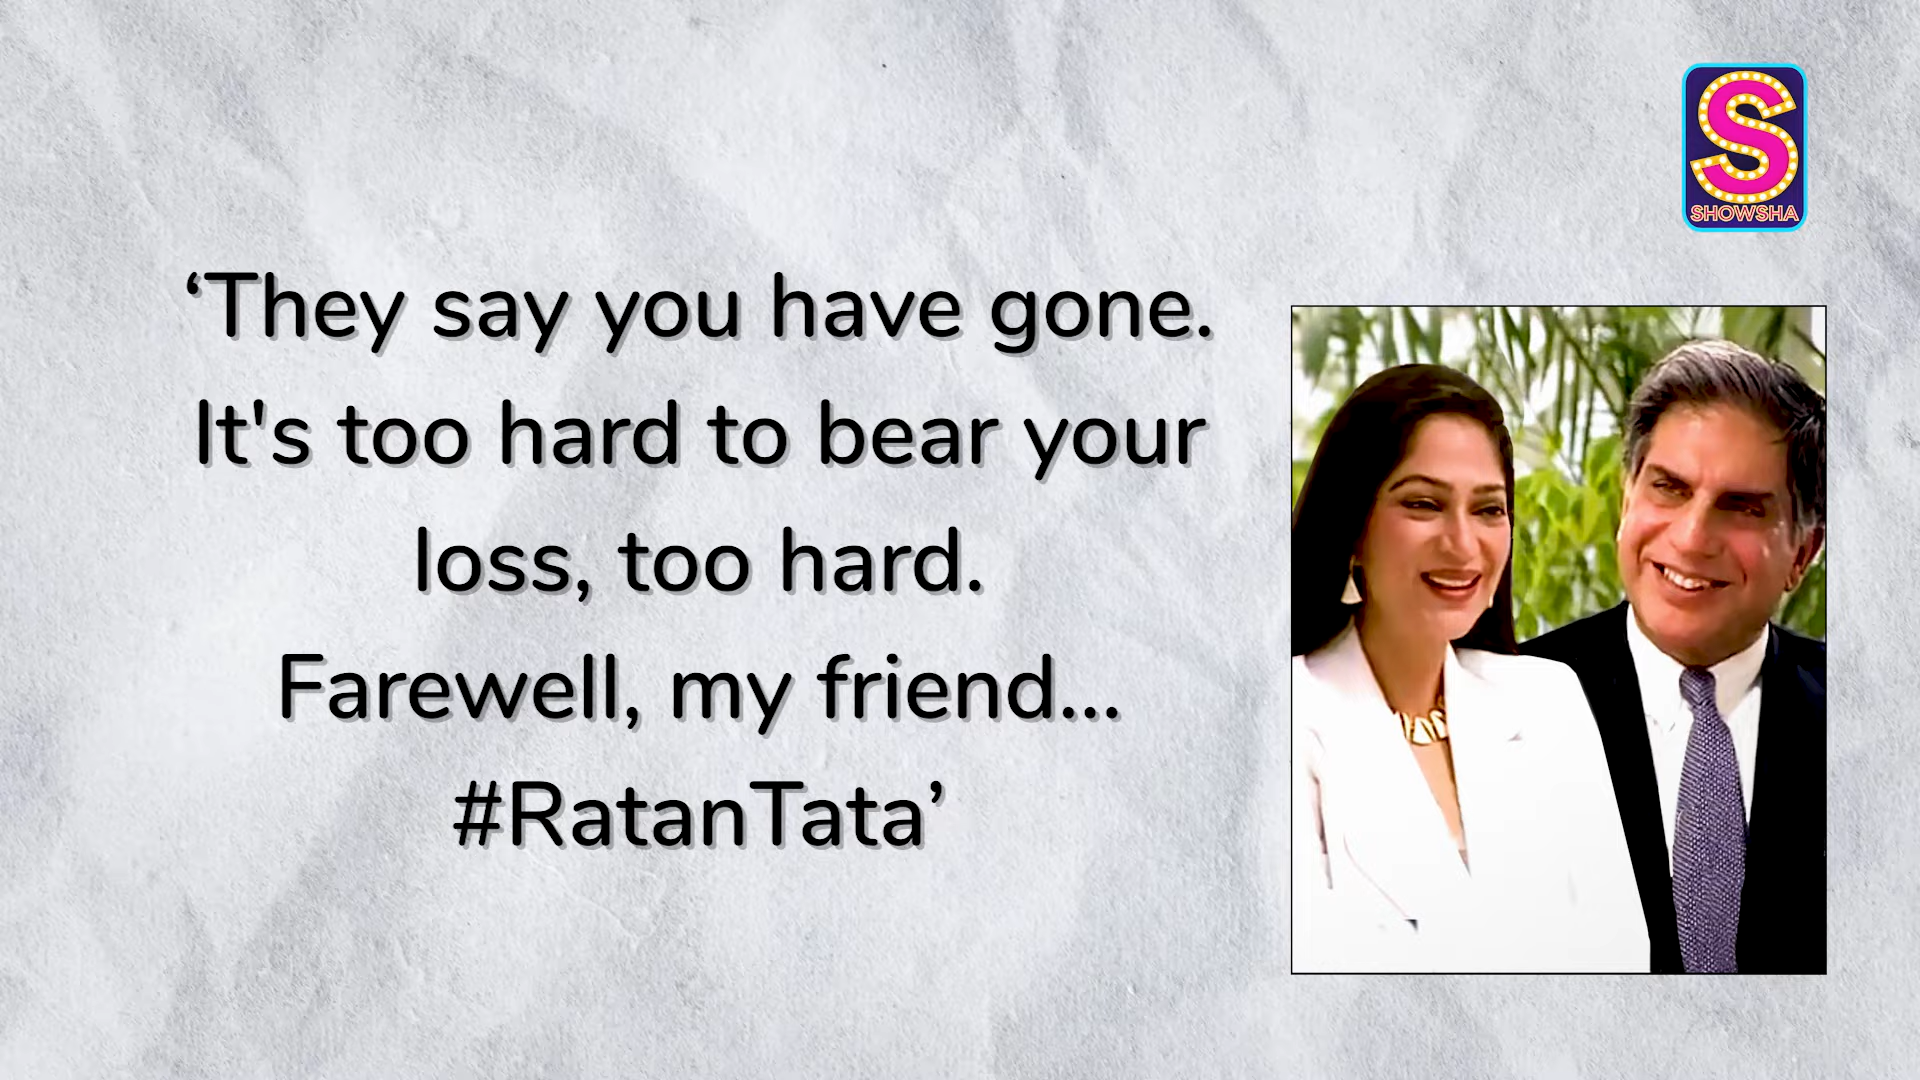 ‘They say you have gone.
It's too hard to bear your
loss, too hard.
Farewell, my friend...
#RatanTata’
S
SHOWSHA